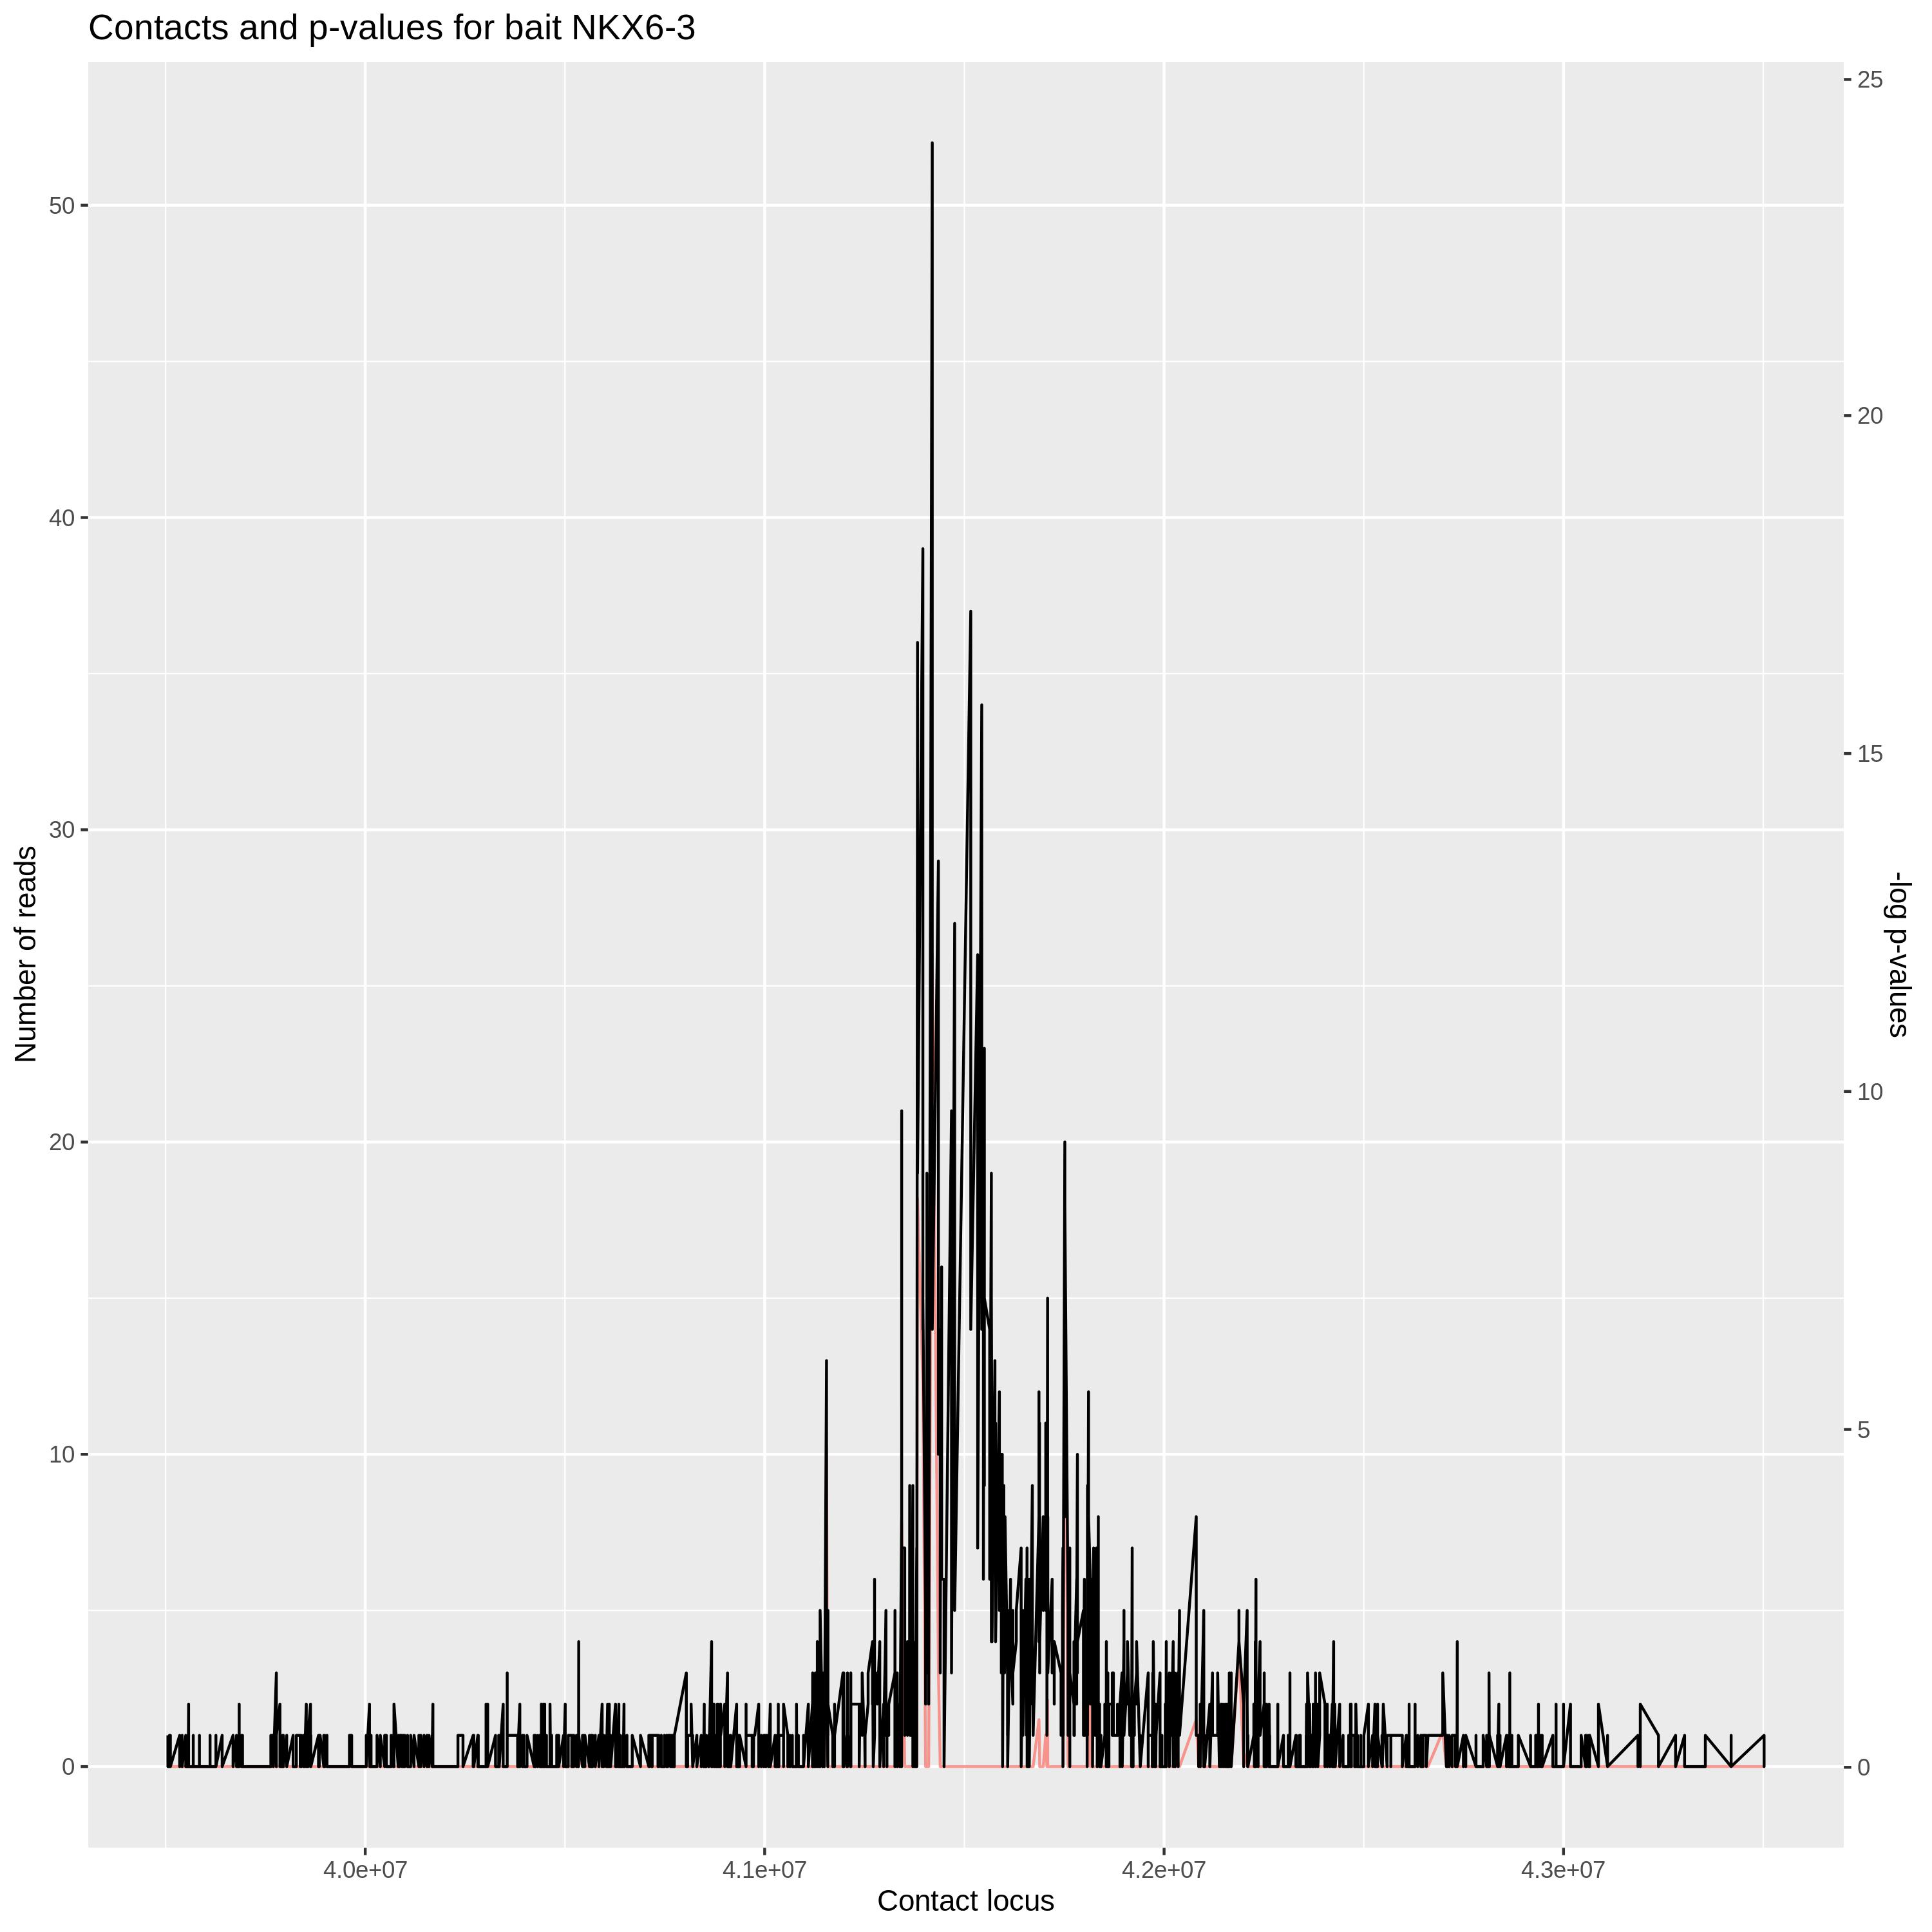 Contacts and p-values for bait NKX6-3
Number of reads
50
40
30
20
10
0
25
20
15
10
5
0
-log p-values
4.0e+07
4.1e+07
4.2e+07
4.3e+07
Contact locus